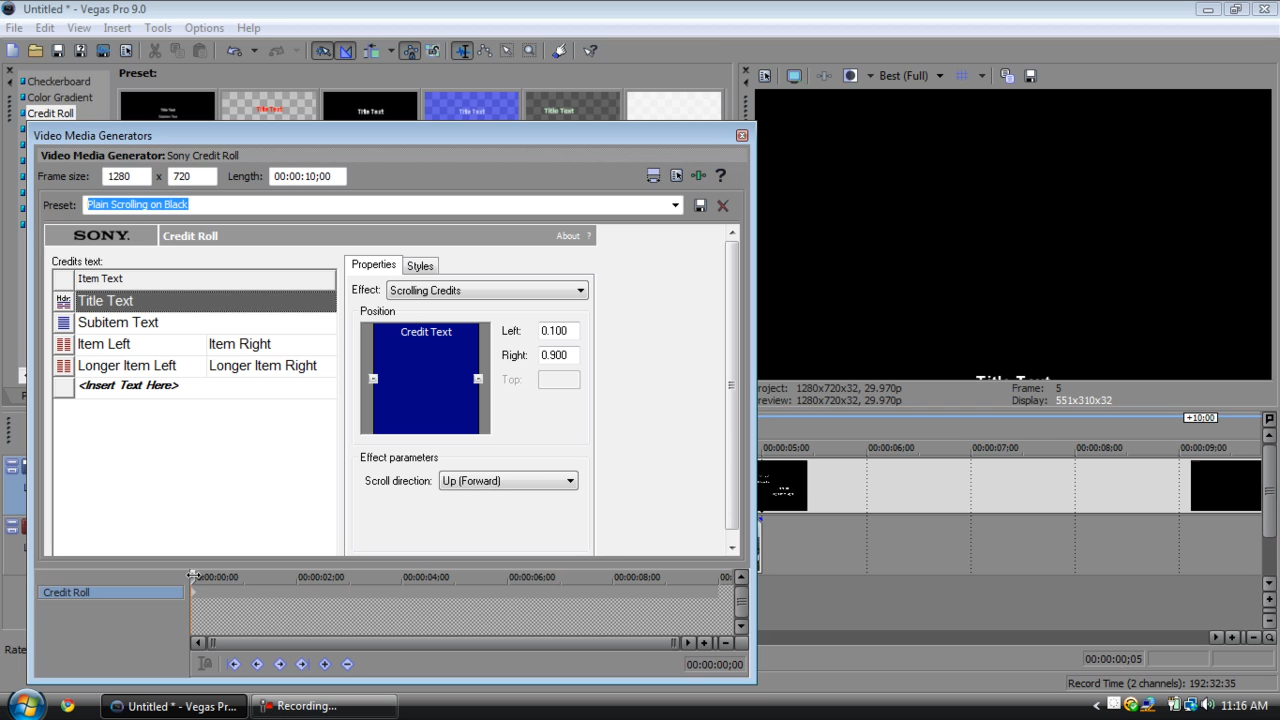 Untitled * - Vegas Pro 9.0
File Edit View Insert Tools Options Help
Checkerboard
Color Gradient
Credit Roll
Preset:
Title Text
Title Text
Title Text
Title Text
Best (Full)
Video Media Generators
Video Media Generator: Sony Credit Roll
Frame size: 1280 x 720 Length: 00:00:10;00
Preset: Plain Scrolling on Black
SONY. Credit Roll About ?
Credits text:
Item Text
Hdr: Title Text
Subitem Text
Item Left Item Right
Longer Item Left Longer Item Right
<Insert Text Here>
Properties Styles
Effect: Scrolling Credits
Position
Credit Text
Left: 0.100
Right: 0.900
Top:
Effect parameters
Scroll direction: Up (Forward)
00:00:02;00 00:00:04;00 00:00:06;00 00:00:08;00
Credit Roll
00:00:00;00
Title Text
roject: 1280x720x32, 29.970p Frame: 5
review: 1280x720x32, 29.970p Display: 551x310x32
+10;00
00:00:05;00 00:00:06;00 00:00:07;00 00:00:08;00 00:00:09;00
Rate
00:00:00;05
Record Time (2 channels): 192:32:35
Untitled * - Vegas Pr... Recording... 11:16 AM